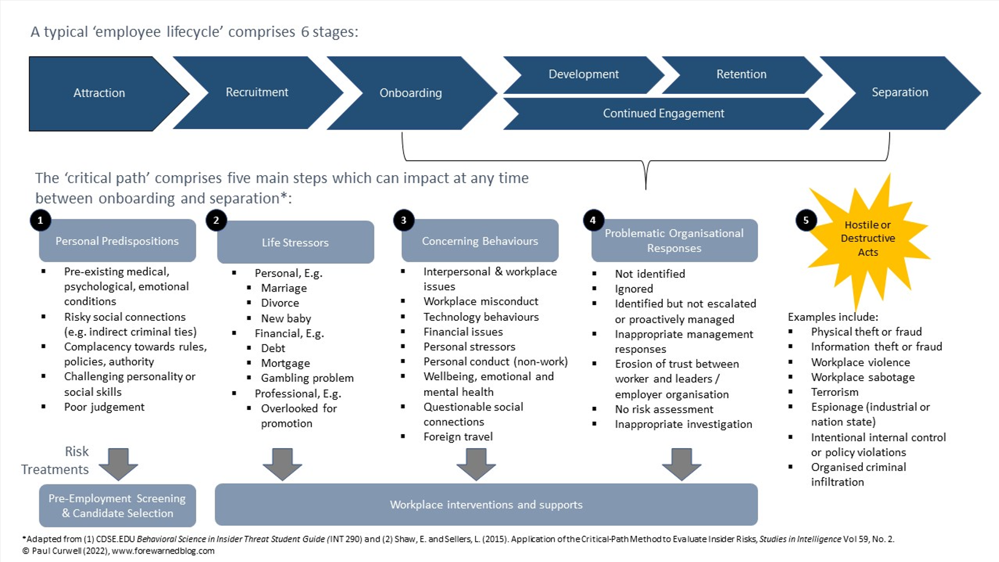 A typical ‘employee lifecycle’ comprises 6 stages:
Attraction
Recruitment
Onboarding
Development
Retention
Continued Engagement
Separation
The ‘critical path’ comprises five main steps which can impact at any time
between onboarding and separation*:
1
Personal Predispositions
▪ Pre-existing medical,
psychological, emotional
conditions
▪ Risky social connections
(e.g. indirect criminal ties)
▪ Complacency towards rules,
policies, authority
▪ Challenging personality or
social skills
▪ Poor judgement
2
Life Stressors
▪ Personal, E.g.
▪ Marriage
▪ Divorce
▪ New baby
▪ Financial, E.g.
▪ Debt
▪ Mortgage
▪ Gambling problem
▪ Professional, E.g.
▪ Overlooked for
promotion
3
Concerning Behaviours
▪ Interpersonal & workplace
issues
▪ Workplace misconduct
▪ Technology behaviours
▪ Financial issues
▪ Personal stressors
▪ Personal conduct (non-work)
▪ Wellbeing, emotional and
mental health
▪ Questionable social
connections
▪ Foreign travel
4
Problematic Organisational
Responses
▪ Not identified
▪ Ignored
▪ Identified but not escalated
or proactively managed
▪ Inappropriate management
responses
▪ Erosion of trust between
worker and leaders /
employer organisation
▪ No risk assessment
▪ Inappropriate investigation
5
Hostile or
Destructive
Acts
Examples include:
▪ Physical theft or fraud
▪ Information theft or fraud
▪ Workplace violence
▪ Workplace sabotage
▪ Terrorism
▪ Espionage (industrial or
nation state)
▪ Intentional internal control
or policy violations
▪ Organised criminal
infiltration
Risk
Treatments
Pre-Employment Screening
& Candidate Selection
Workplace interventions and supports
*Adapted from (1) CDSE.EDU Behavioral Science in Insider Threat Student Guide (INT 290) and (2) Shaw, E. and Sellers, L. (2015). Application of the Critical-Path Method to Evaluate Insider Risks, Studies in Intelligence Vol 59, No. 2.
© Paul Curwell (2022), www.forewarnedblog.com